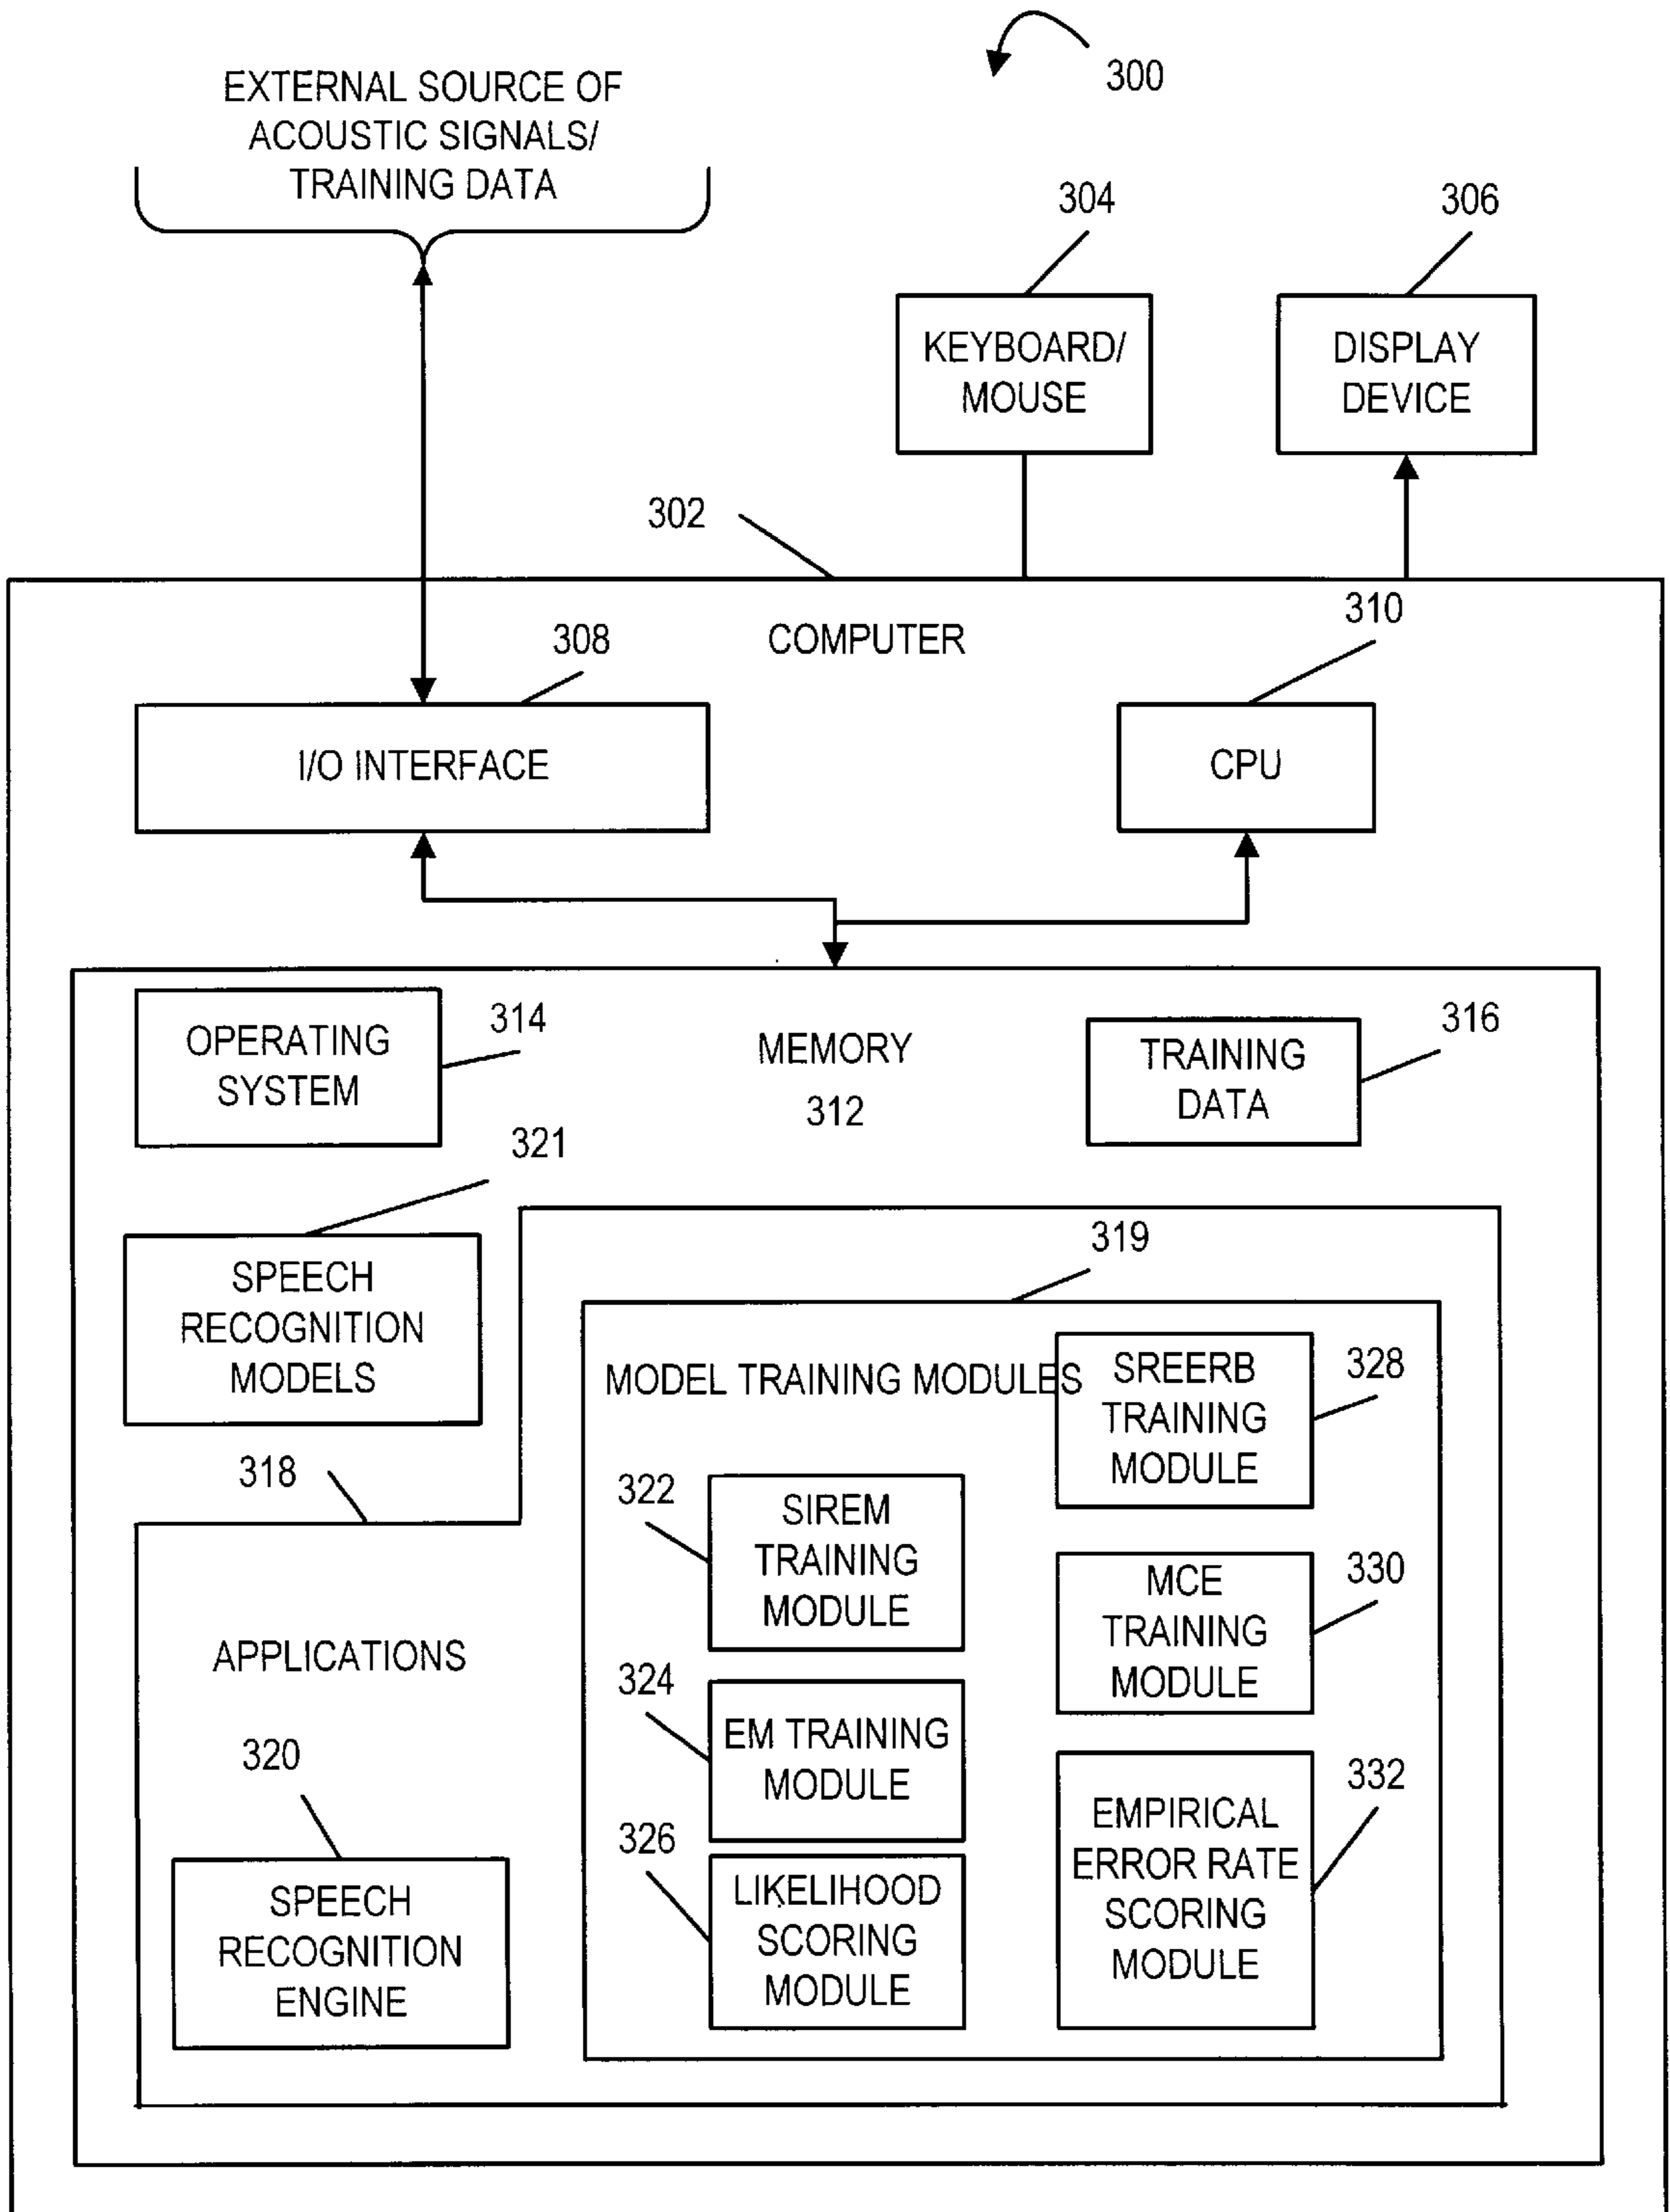 300
EXTERNAL SOURCE OF
ACOUSTIC SIGNALS/
TRAINING DATA
304
306
KEYBOARD/
MOUSE
DISPLAY
DEVICE
302
COMPUTER
308
310
I/O INTERFACE
CPU
OPERATING
SYSTEM
314
MEMORY
312
TRAINING
DATA
316
321
SPEECH
RECOGNITION
MODELS
319
MODEL TRAINING MODULES
SREERB
TRAINING
MODULE
328
318
322
SIREM
TRAINING
MODULE
MCE
TRAINING
MODULE
330
APPLICATIONS
324
EM TRAINING
MODULE
320
326
LIKELIHOOD
SCORING
MODULE
EMPIRICAL
ERROR RATE
SCORING
MODULE
332
SPEECH
RECOGNITION
ENGINE